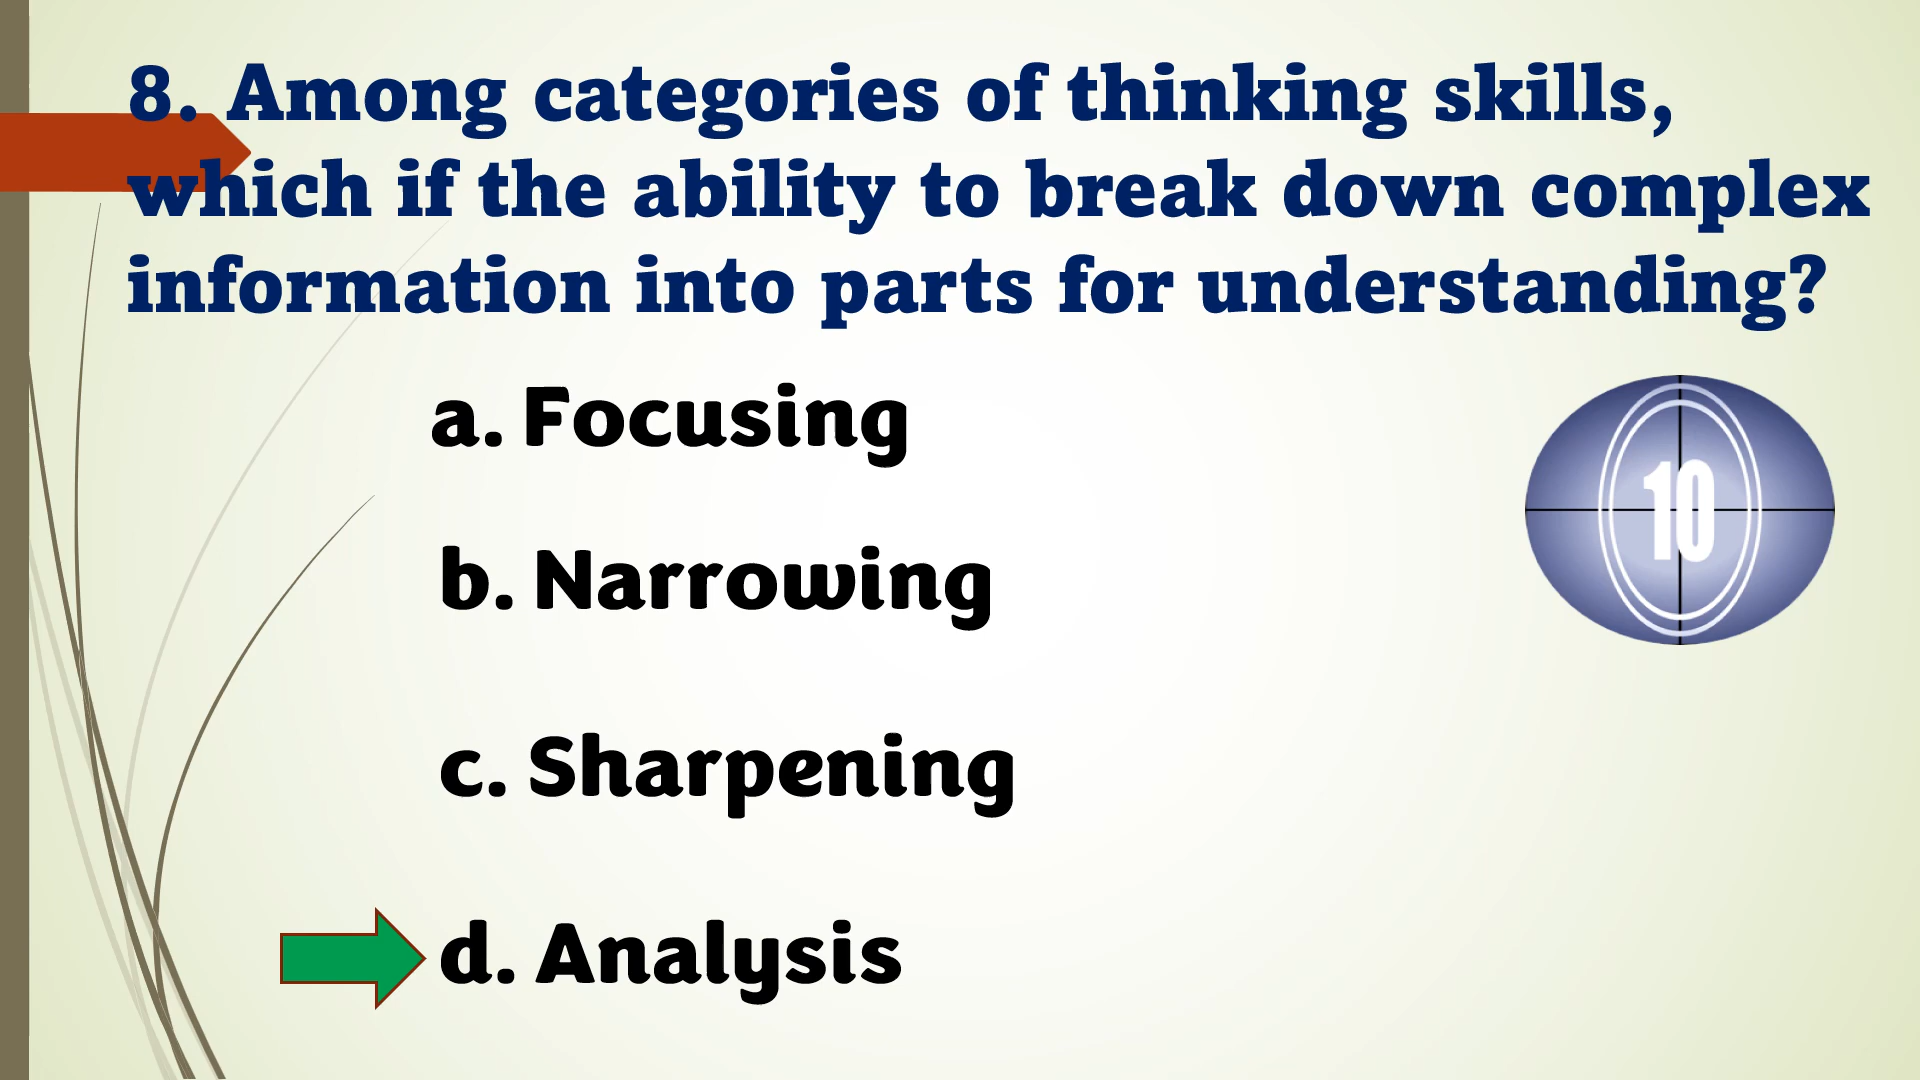 8. Among categories of thinking skills,
which if the ability to break down complex
information into parts for understanding?
a. Focusing
b. Narrowing
10
c. Sharpening
d. Analysis